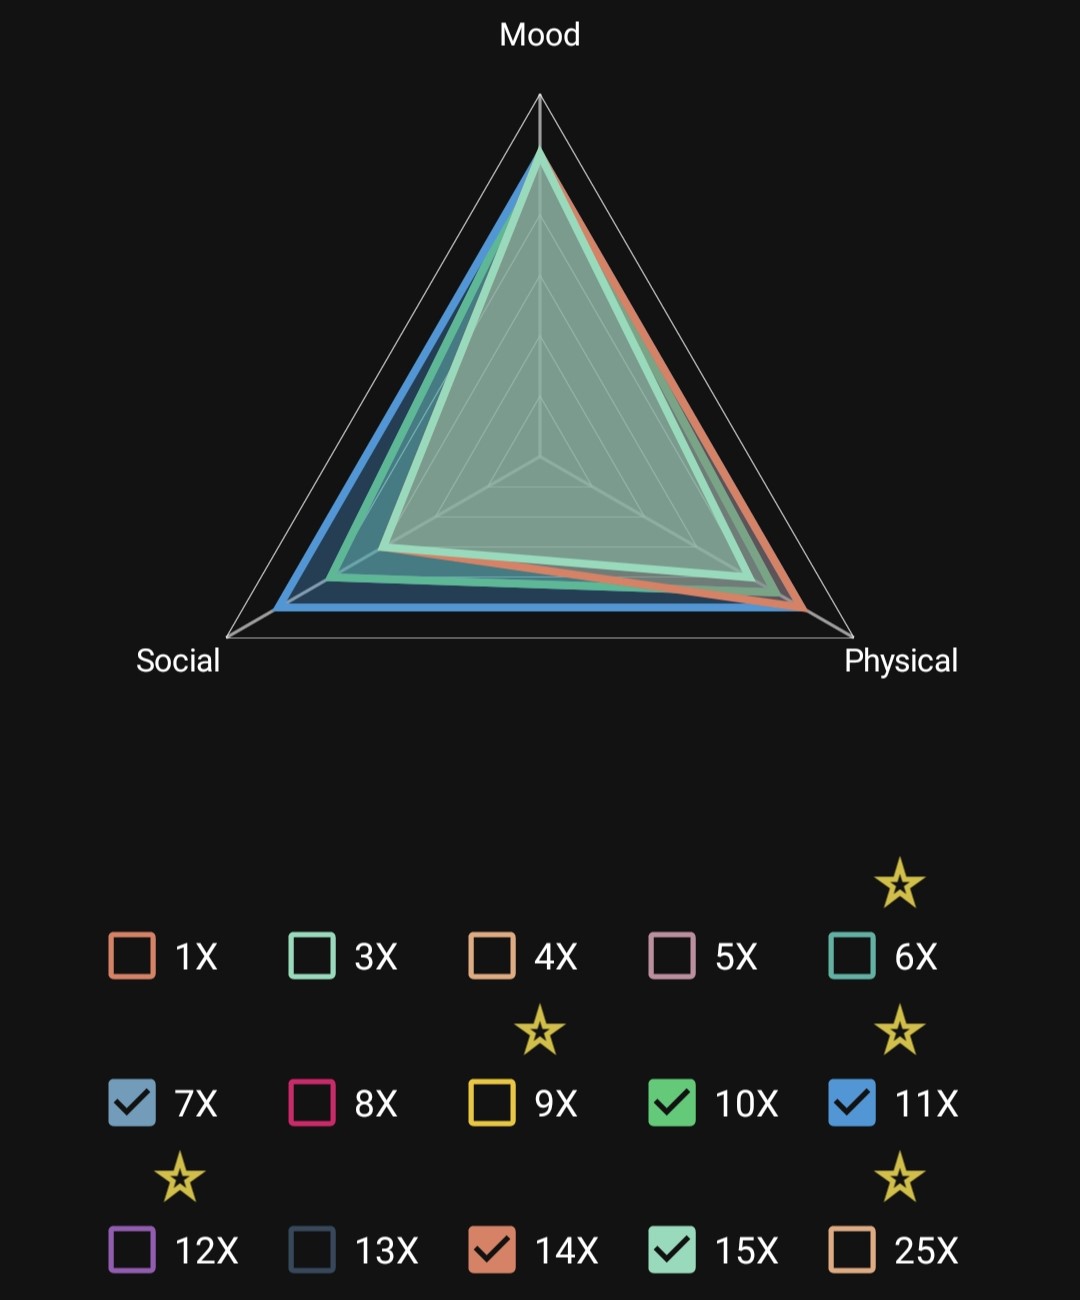 Mood
Social Physical
1X 3X 4X 5X 6X
7X 8X 9X 10X 11X
12X 13X 14X 15X 25X